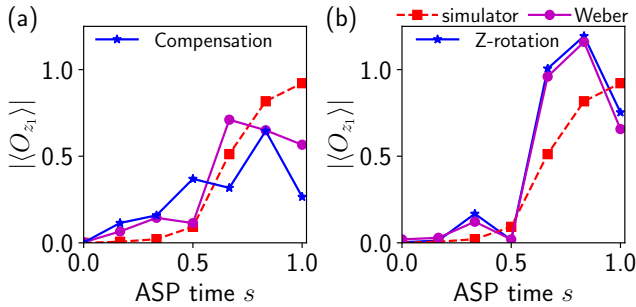 (a)
(b)
simulator
Weber
Compensation
Z-rotation
|⟨O_{z_1}⟩|
1.0
0.5
0.0
0.0
0.5
1.0
ASP time s
|⟨O_{z_1}⟩|
1.0
0.5
0.0
0.0
0.5
1.0
ASP time s